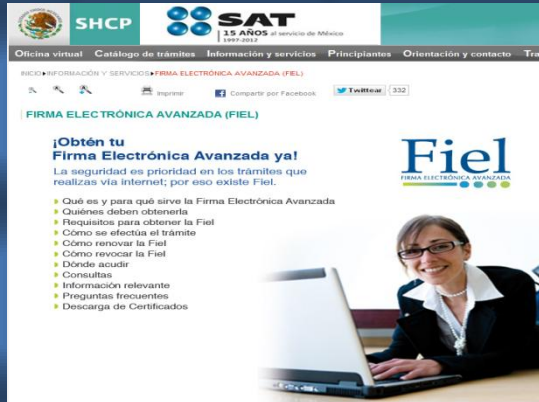 SHCP
SAT
15 AÑOS al servicio de México
1997-2012
Oficina virtual Catálogo de trámites Información y servicios Principiantes Orientación y contacto Tra
INICIO▶INFORMACIÓN Y SERVICIOS▶FIRMA ELECTRÓNICA AVANZADA (FIEL)
Imprimir Compartir por Facebook Twittear 332
FIRMA ELECTRÓNICA AVANZADA (FIEL)
¡Obtén tu
Firma Electrónica Avanzada ya!
La seguridad es prioridad en los trámites que
realizas vía internet; por eso existe Fiel.
Fiel
FIRMA ELECTRÓNICA AVANZADA
Qué es y para qué sirve la Firma Electrónica Avanzada
Quiénes deben obtenerla
Requisitos para obtener la Fiel
Cómo se efectúa el trámite
Cómo renovar la Fiel
Cómo revocar la Fiel
Dónde acudir
Consultas
Información relevante
Preguntas frecuentes
Descarga de Certificados